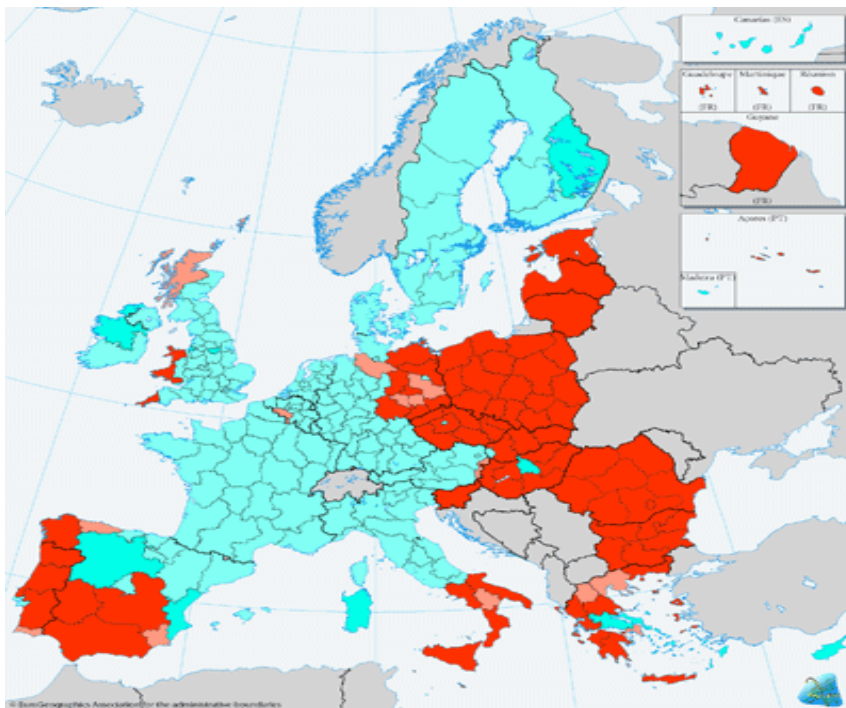 Canarias (ES)
Guadeloupe
Martinique
Réunion
(FR)
(FR)
(FR)
Guyane
(FR)
Açores (PT)
Madeira (PT)
© EuroGeographics Association for the administrative boundaries